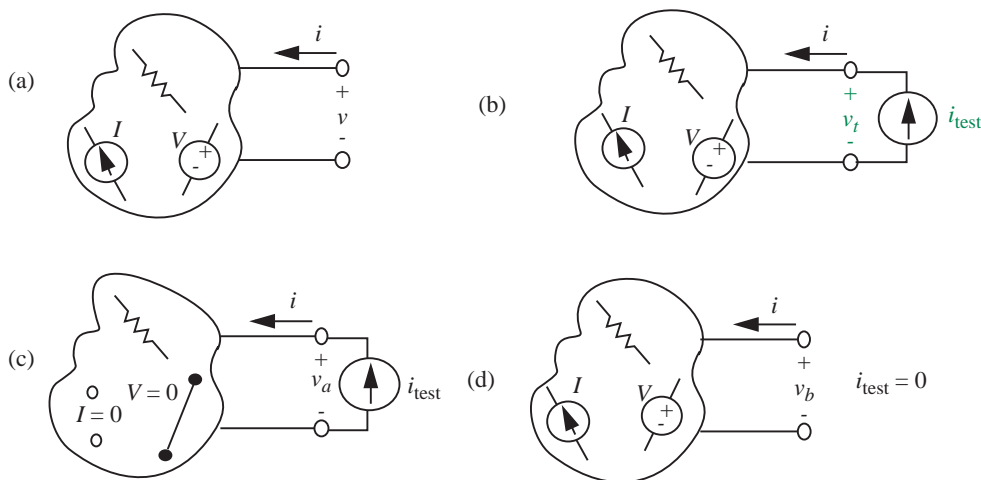 (a)
i
+
v
-
I
V
+
-
(b)
i
+
v_t
-
i_test
I
V
+
-
(c)
i
+
v_a
-
i_test
V = 0
I = 0
(d)
i
+
v_b
-
i_test = 0
I
V
+
-